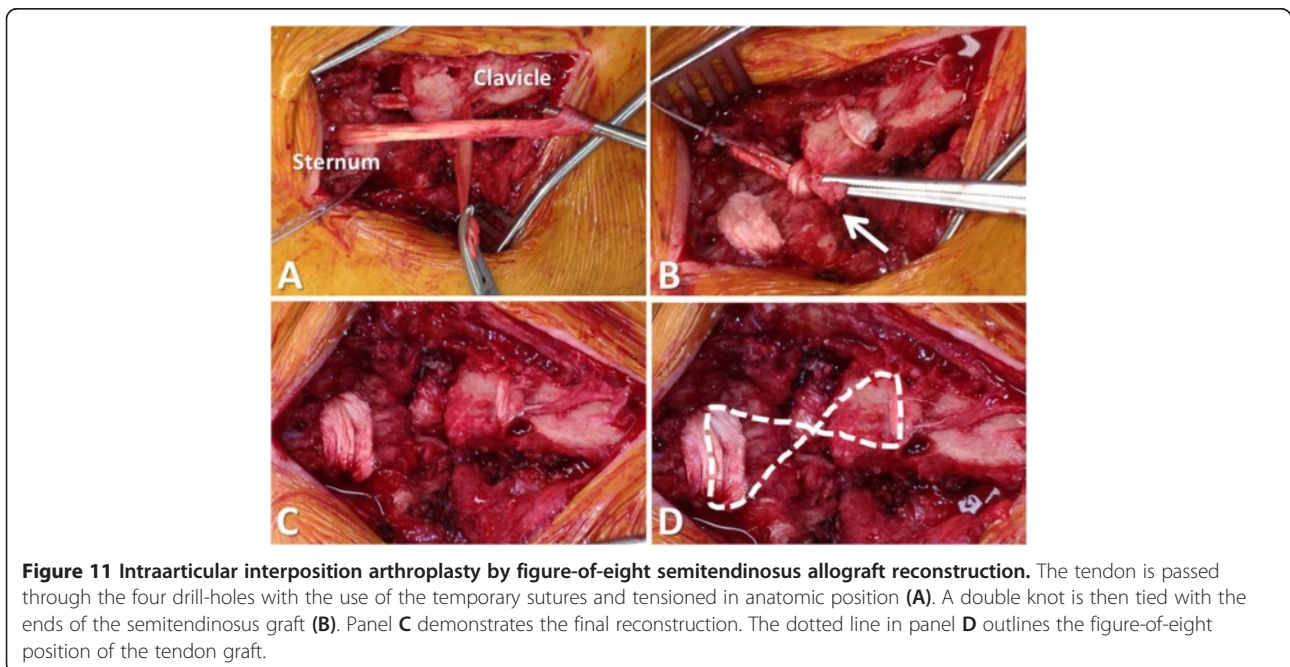 Clavicle
Sternum
A
B
C
D
Figure 11 Intraarticular interposition arthroplasty by figure-of-eight semitendinosus allograft reconstruction. The tendon is passed
through the four drill-holes with the use of the temporary sutures and tensioned in anatomic position (A). A double knot is then tied with the
ends of the semitendinosus graft (B). Panel C demonstrates the final reconstruction. The dotted line in panel D outlines the figure-of-eight
position of the tendon graft.